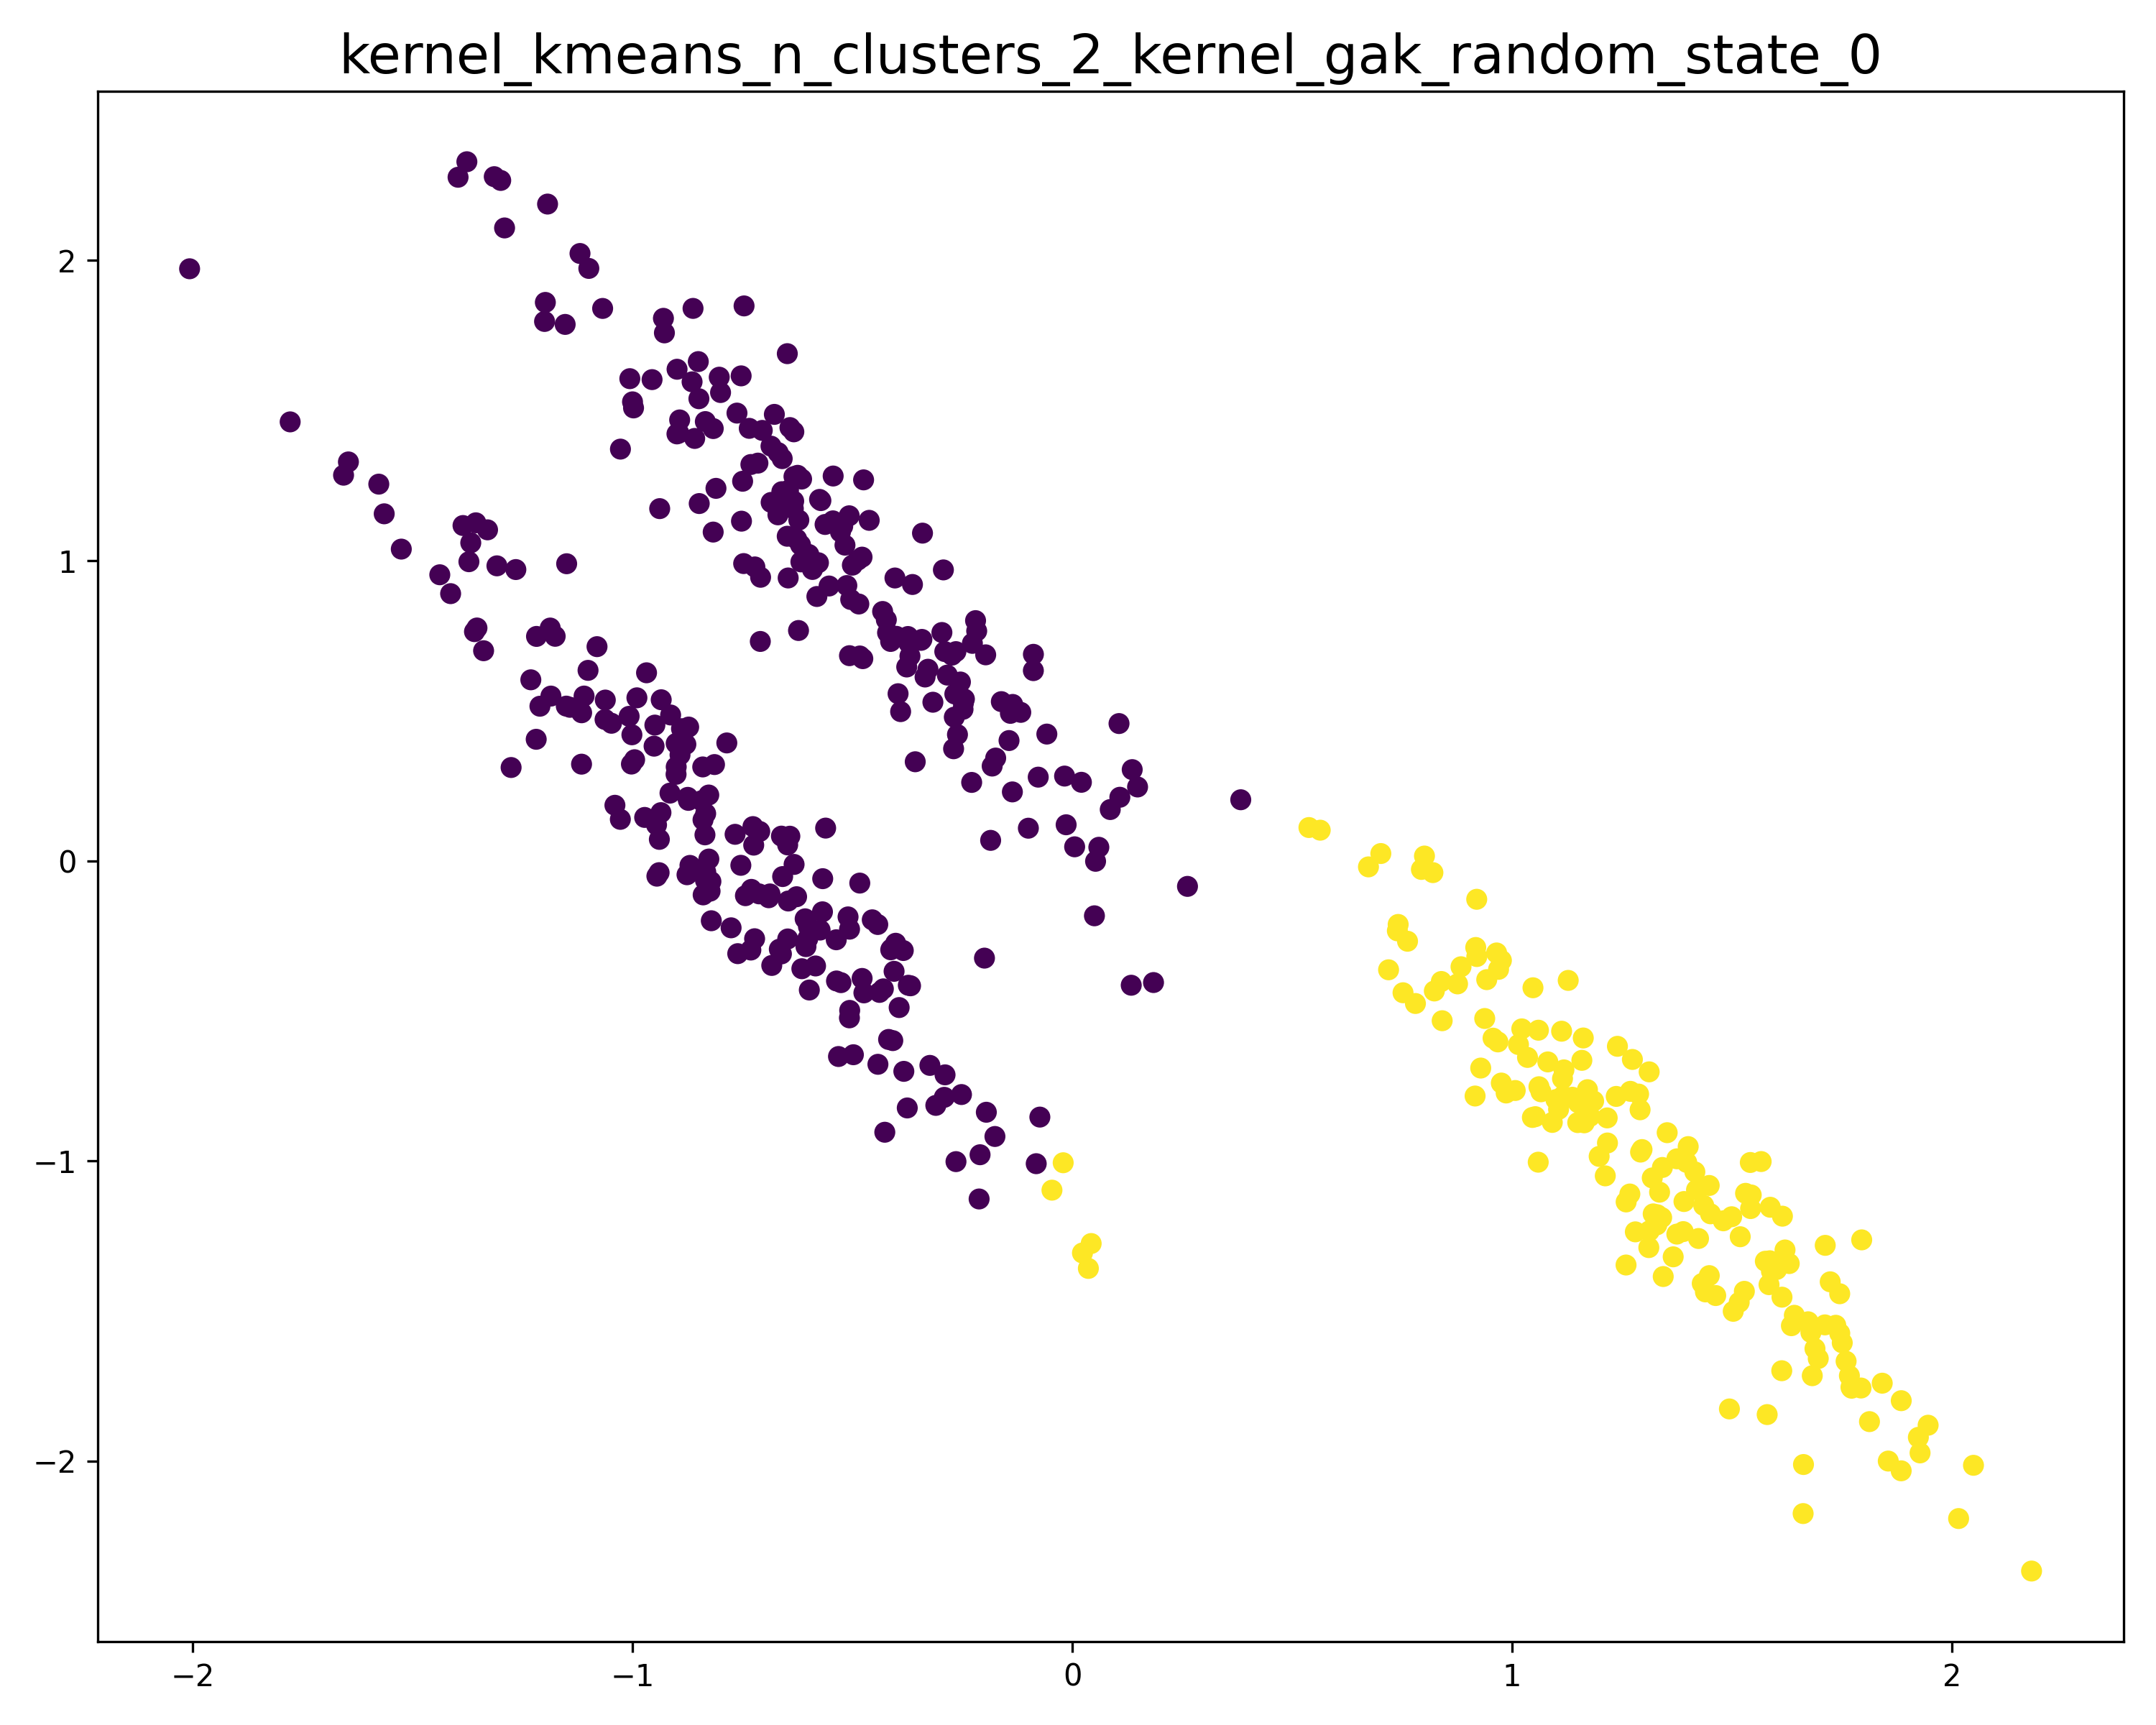 kernel_kmeans_n_clusters_2_kernel_gak_random_state_0
2
1
0
−1
−2
−2 −1 0 1 2